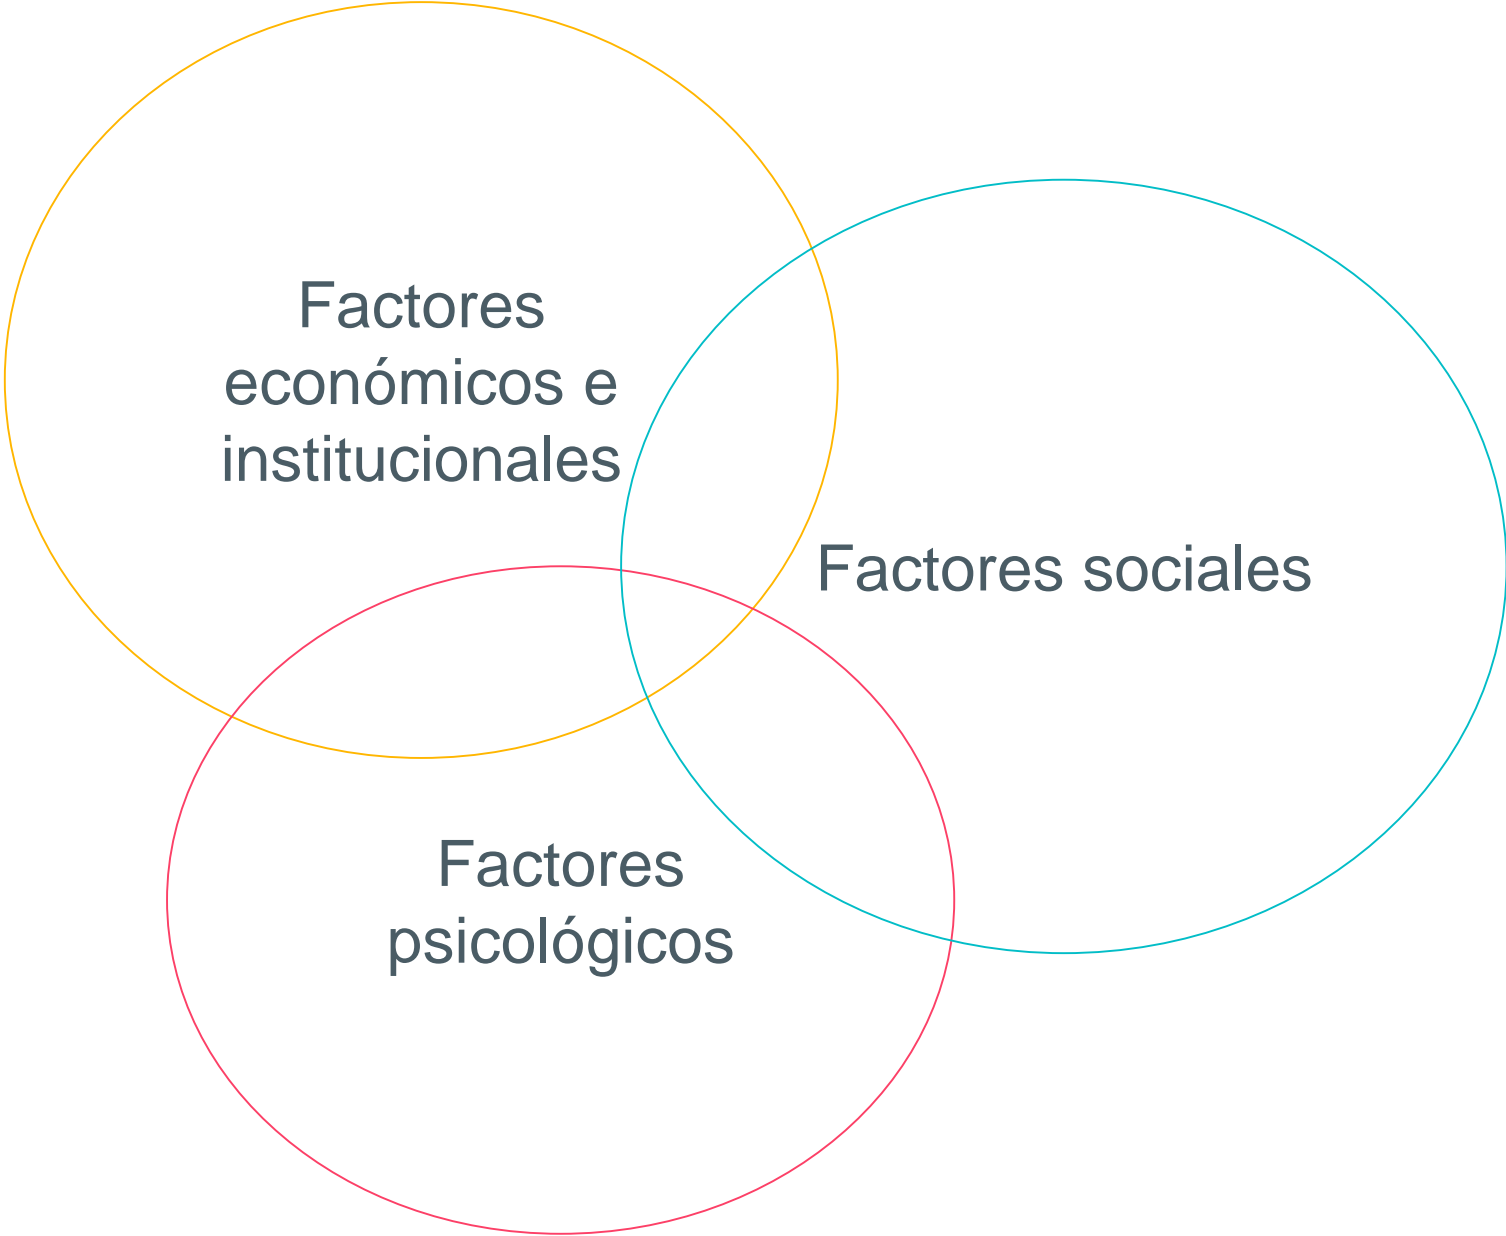 Factores
económicos e
institucionales
Factores sociales
Factores
psicológicos